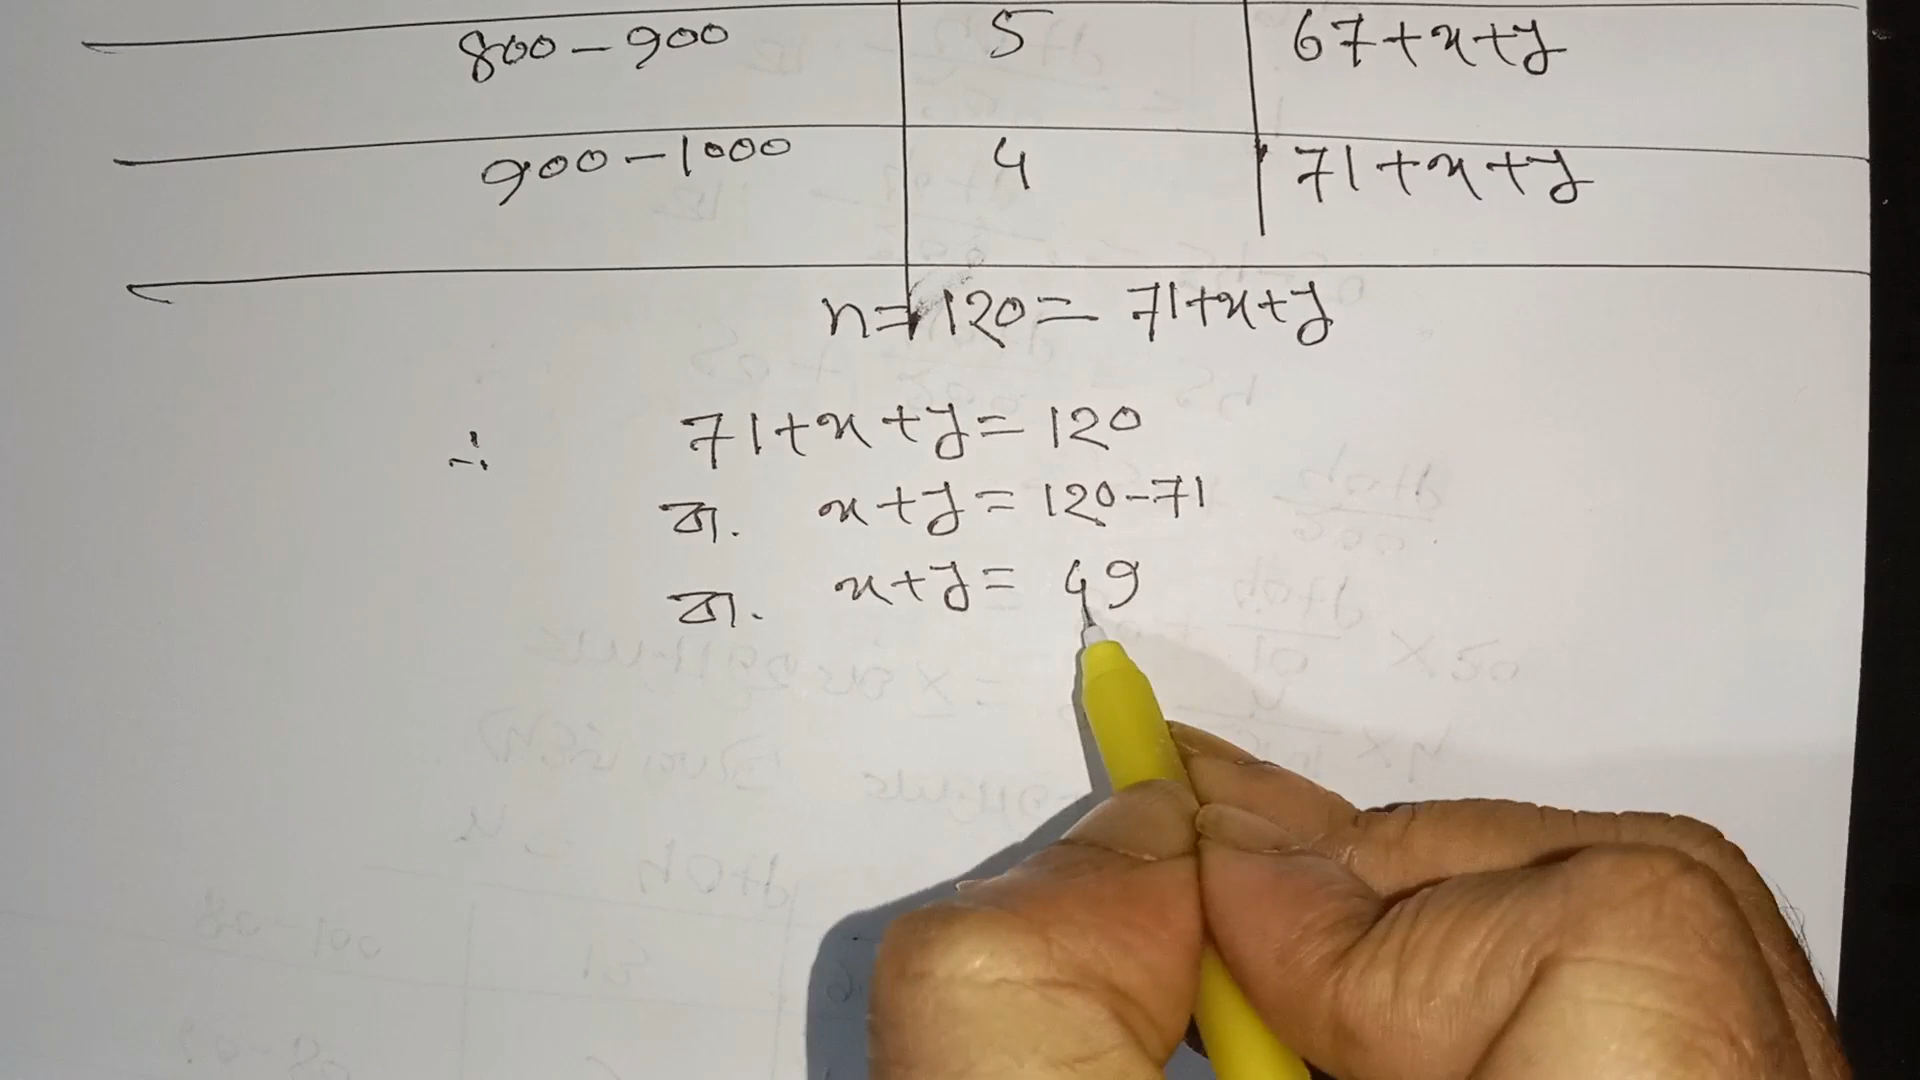 800-900 5 67+x+y
900-1000 4 71+x+y
n=120= 71+x+y
∴ 71+x+y=120
বা. x+y=120-71
বা. x+y= 49